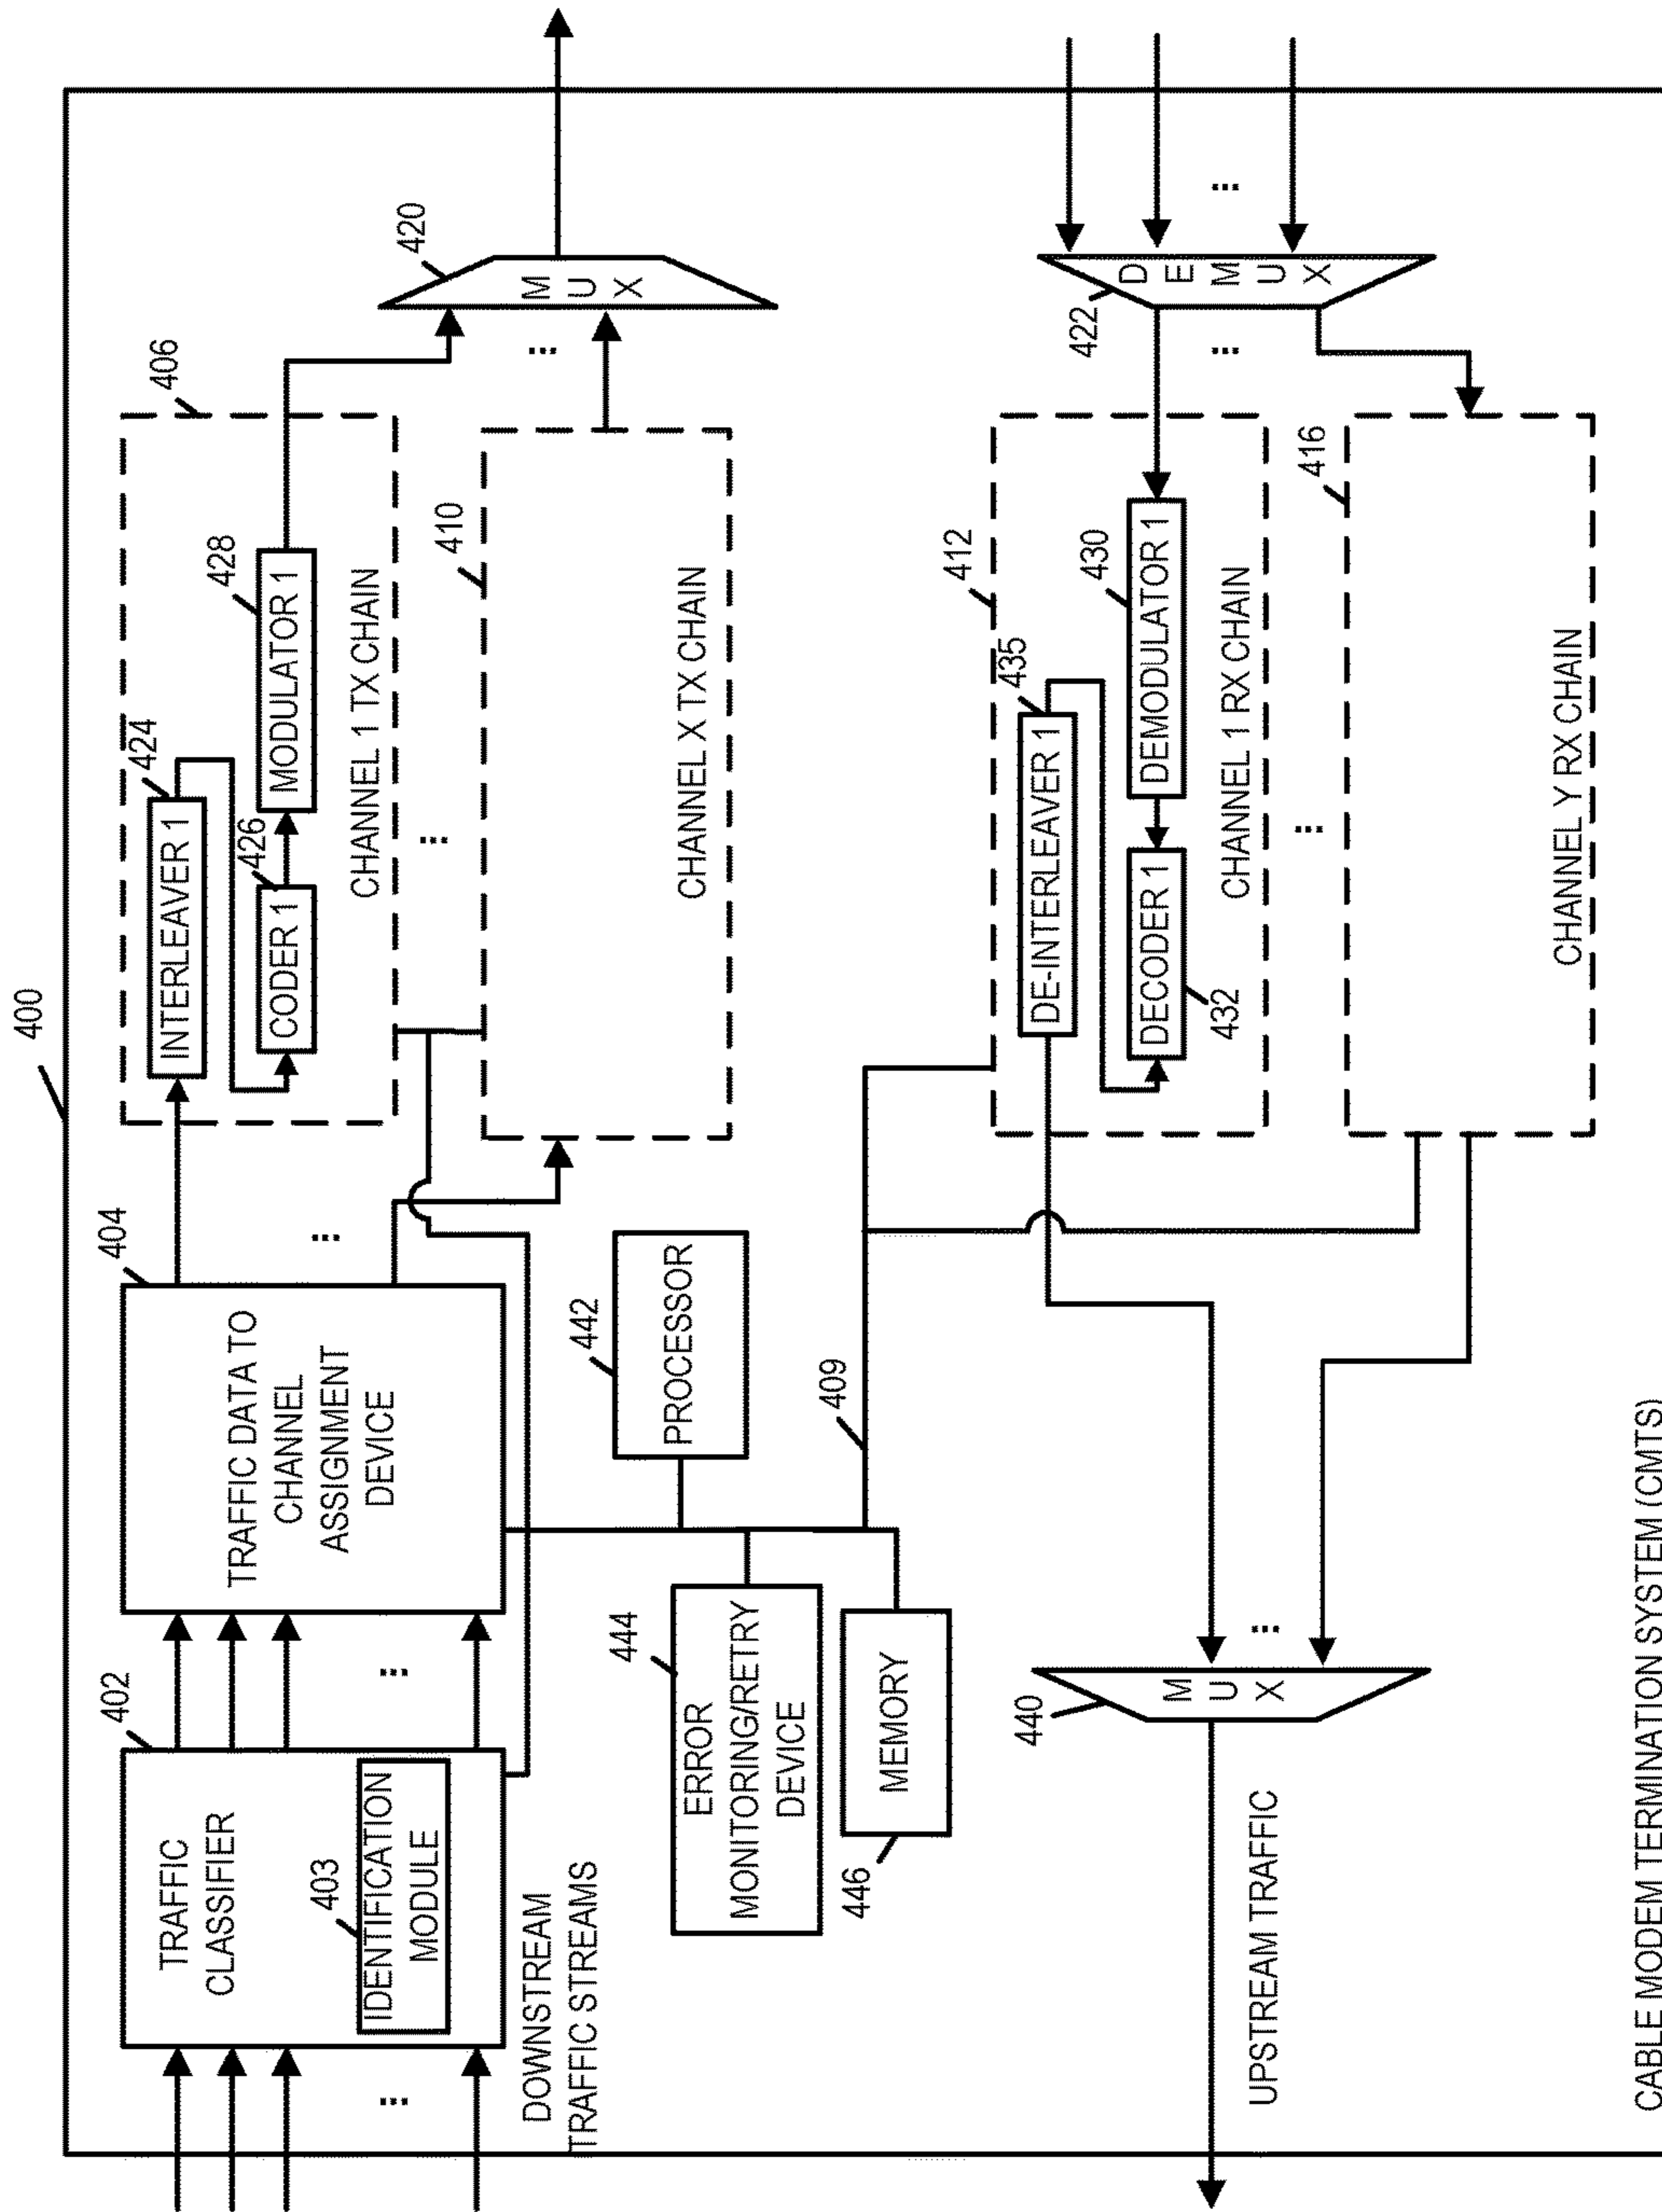 400
402
TRAFFIC
CLASSIFIER
403
IDENTIFICATION
MODULE
DOWNSTREAM
TRAFFIC STREAMS
...
...
404
TRAFFIC DATA TO
CHANNEL
ASSIGNMENT
DEVICE
...
406
424
INTERLEAVER 1
426
CODER 1
428
MODULATOR 1
CHANNEL 1 TX CHAIN
...
410
CHANNEL X TX CHAIN
420
M
U
X
...
442
PROCESSOR
444
ERROR
MONITORING/RETRY
DEVICE
446
MEMORY
409
412
435
DE-INTERLEAVER 1
430
DEMODULATOR 1
DECODER 1
432
CHANNEL 1 RX CHAIN
...
416
CHANNEL Y RX CHAIN
422
D
E
M
U
X
...
...
440
M
U
X
...
UPSTREAM TRAFFIC
CABLE MODEM TERMINATION SYSTEM (CMTS)